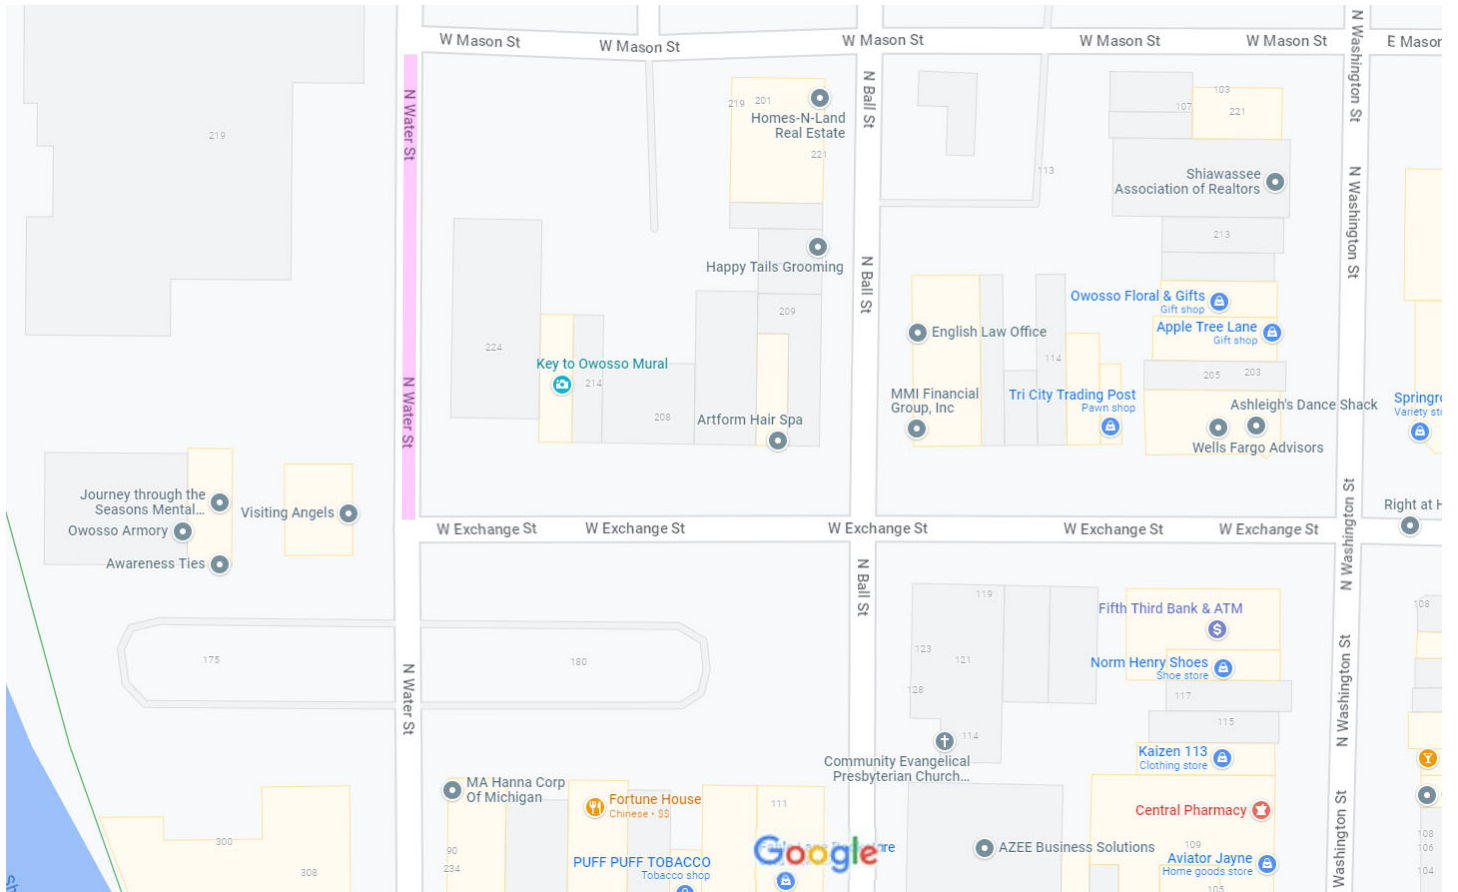 W Mason St
W Mason St
W Mason St
W Mason St
W Mason St
E Mason
N Washington St
N Water St
N Ball St
219
219
201
Homes-N-Land
Real Estate
221
103
107
221
113
Shiawassee
Association of Realtors
N Washington St
213
Happy Tails Grooming
N Ball St
209
Owosso Floral & Gifts
Gift shop
Apple Tree Lane
Gift shop
English Law Office
224
Key to Owosso Mural
214
208
114
205
203
N Water St
Artform Hair Spa
MMI Financial
Group, Inc
Tri City Trading Post
Pawn shop
Ashleigh's Dance Shack
Wells Fargo Advisors
Springr
Variety sto
Journey through the
Seasons Mental...
Owosso Armory
Awareness Ties
Visiting Angels
Right at H
N Washington St
W Exchange St
W Exchange St
W Exchange St
W Exchange St
W Exchange St
N Ball St
119
123
121
128
114
Fifth Third Bank & ATM
Norm Henry Shoes
Shoe store
108
175
180
N Water St
117
115
N Washington St
Community Evangelical
Presbyterian Church...
Kaizen 113
Clothing store
MA Hanna Corp
Of Michigan
Fortune House
Chinese • $$
111
Central Pharmacy
Washington St
300
308
90
234
PUFF PUFF TOBACCO
Tobacco shop
Google
AZEE Business Solutions
109
Aviator Jayne
Home goods store
105
108
106
104